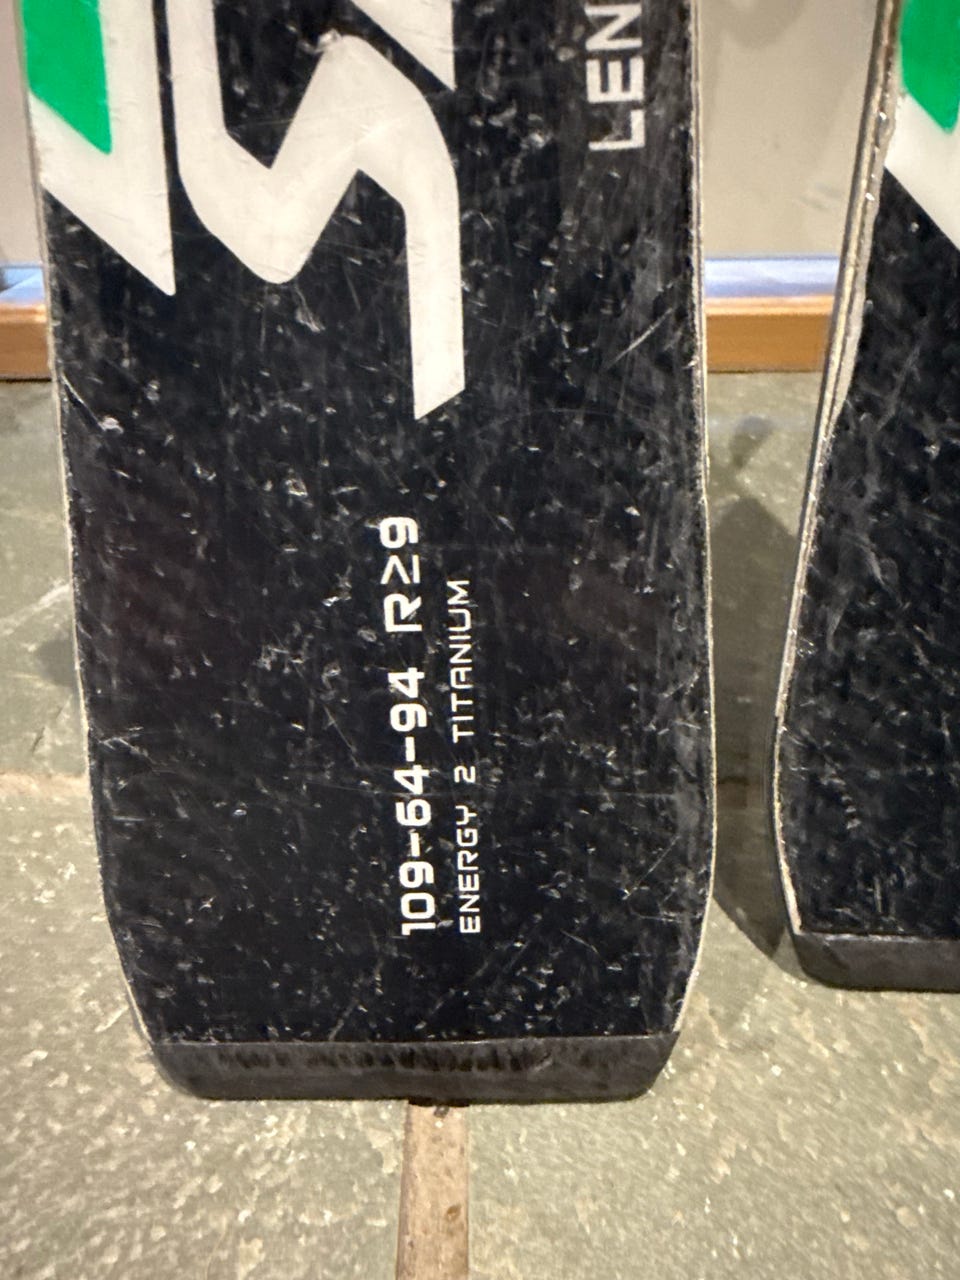 LEN
109-64-94 R≥9
ENERGY 2 TITANIUM